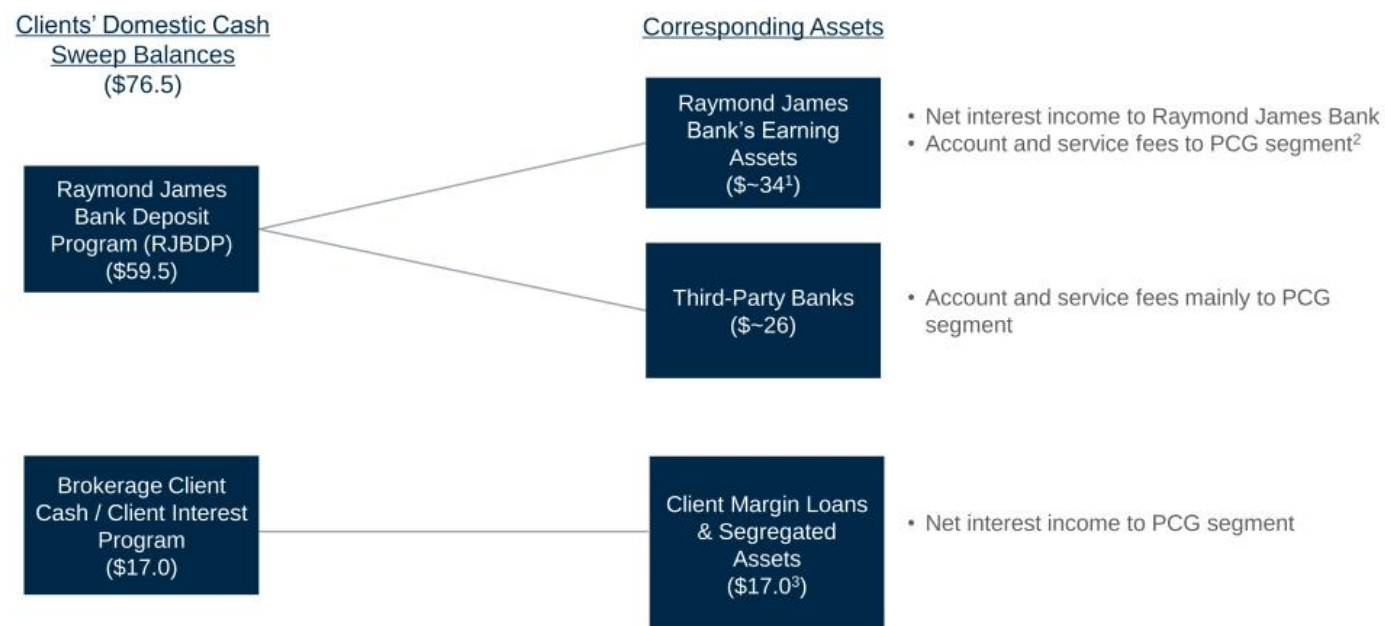 Clients’ Domestic Cash
Sweep Balances
($76.5)
Corresponding Assets
Raymond James
Bank Deposit
Program (RJBDP)
($59.5)
Raymond James
Bank’s Earning
Assets
($~34¹)
• Net interest income to Raymond James Bank
• Account and service fees to PCG segment²
Third-Party Banks
($~26)
• Account and service fees mainly to PCG
segment
Brokerage Client
Cash / Client Interest
Program
($17.0)
Client Margin Loans
& Segregated
Assets
($17.0³)
• Net interest income to PCG segment